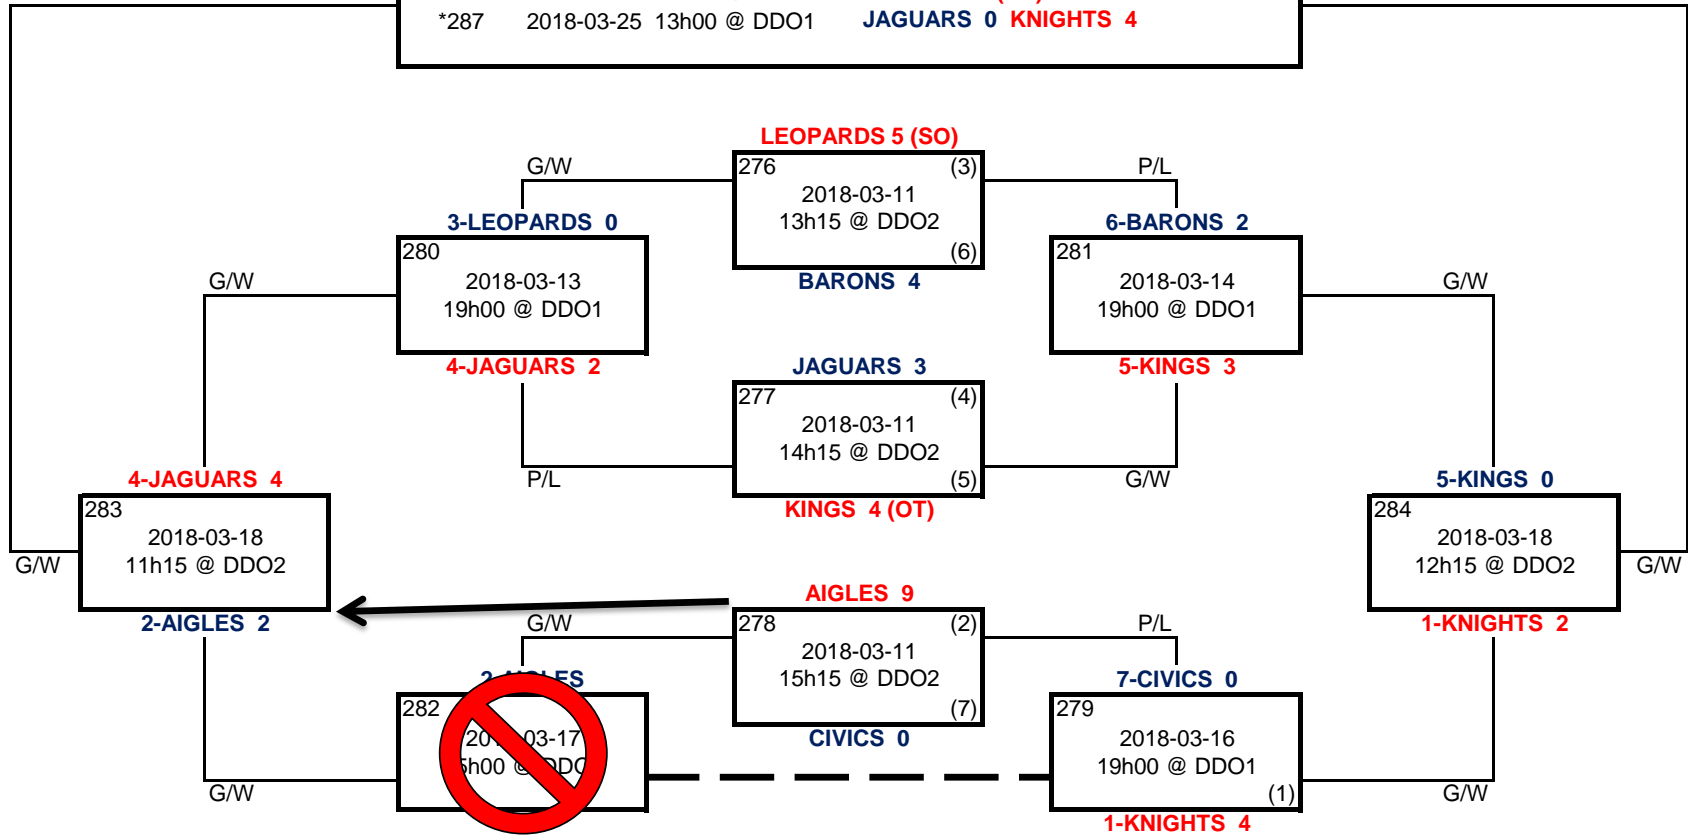 *287 2018-03-25 13h00 @ DDO1 JAGUARS 0 KNIGHTS 4
LEOPARDS 5 (SO)
G/W
276 (3)
P/L
2018-03-11
13h15 @ DDO2
(6)
BARONS 4
3-LEOPARDS 0
280
2018-03-13
19h00 @ DDO1
4-JAGUARS 2
6-BARONS 2
281
2018-03-14
19h00 @ DDO1
5-KINGS 3
G/W
G/W
JAGUARS 3
277 (4)
2018-03-11
14h15 @ DDO2
(5)
KINGS 4 (OT)
P/L
G/W
4-JAGUARS 4
283
2018-03-18
11h15 @ DDO2
2-AIGLES 2
G/W
5-KINGS 0
284
2018-03-18
12h15 @ DDO2
1-KNIGHTS 2
G/W
AIGLES 9
G/W
278 (2)
P/L
2018-03-11
15h15 @ DDO2
(7)
CIVICS 0
282
G/W
7-CIVICS 0
279
2018-03-16
19h00 @ DDO1
(1)
1-KNIGHTS 4
G/W